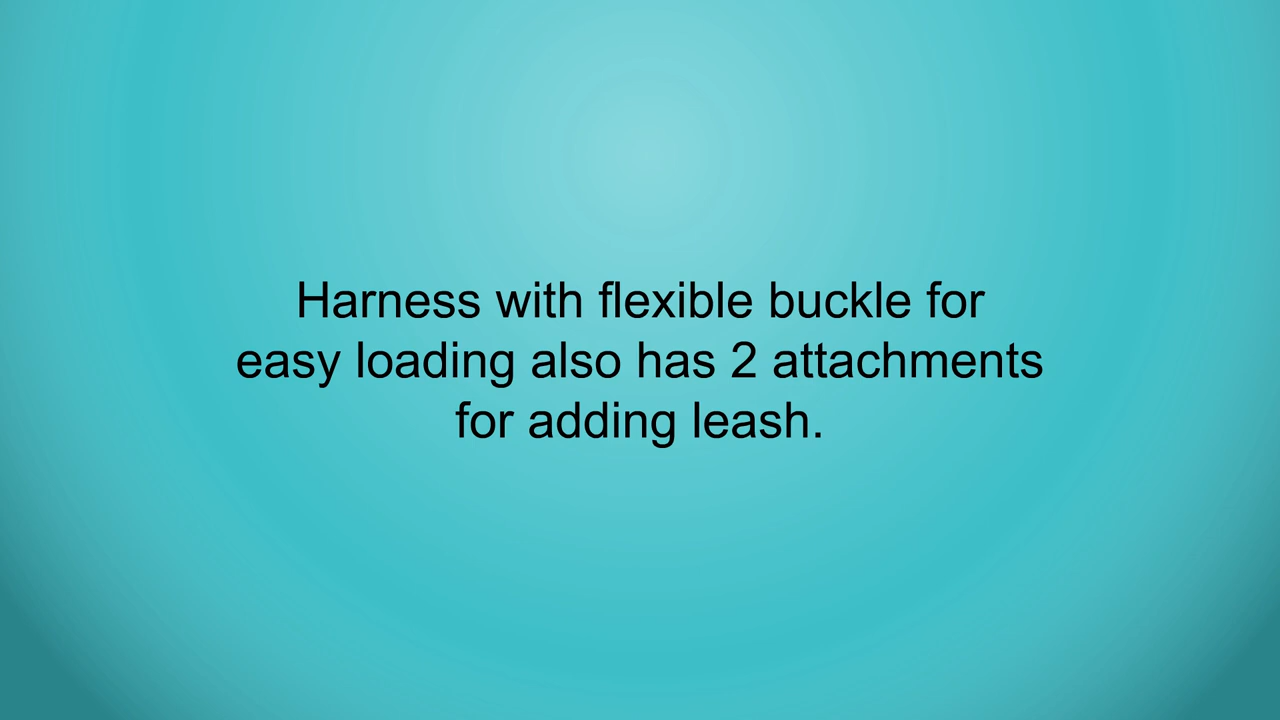 Harness with flexible buckle for
easy loading also has 2 attachments
for adding leash.